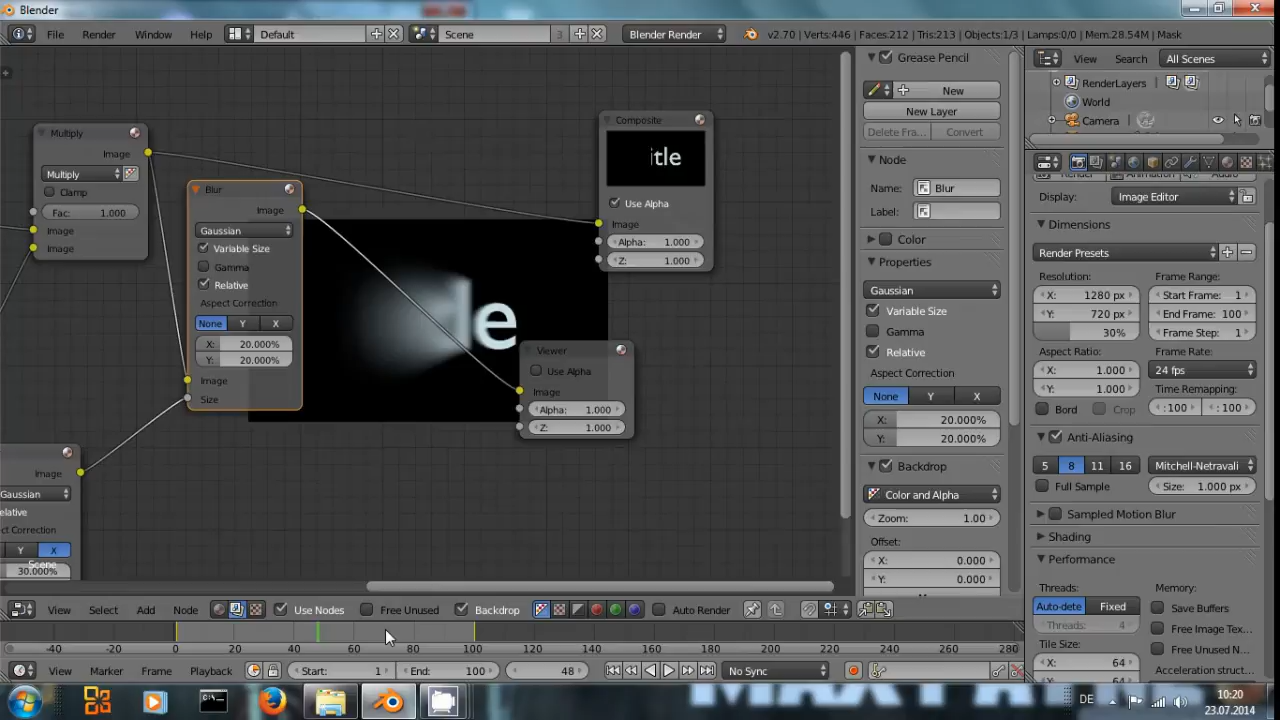 Blender
File Render Window Help Default Scene 3 Blender Render v2.70 | Verts:446 | Faces:212 | Tris:213 | Objects:1/3 | Lamps:0/0 | Mem:28.54M | Mask
Grease Pencil
New
New Layer
Delete Fra... Convert
Node
Name: Blur
Label:
Color
Properties
Gaussian
Variable Size
Gamma
Relative
Aspect Correction
None Y X
X: 20.000%
Y: 20.000%
Backdrop
Color and Alpha
Zoom: 1.00
Offset:
X: 0.000
Y: 0.000
View Search All Scenes
RenderLayers
World
Camera
Display: Image Editor
Dimensions
Render Presets
Resolution: Frame Range:
X: 1280 px Start Frame: 1
Y: 720 px End Frame: 100
30% Frame Step: 1
Aspect Ratio: Frame Rate:
X: 1.000 24 fps
Y: 1.000 Time Remapping:
Bord Crop : 100 : 100
Anti-Aliasing
5 8 11 16 Mitchell-Netravali
Full Sample Size: 1.000 px
Sampled Motion Blur
Shading
Performance
Threads: Memory:
Auto-dete Fixed Save Buffers
Threads: 4 Free Image Tex...
Tile Size: Free Unused N...
X: 64 Acceleration struct...
Multiply
Image
Multiply
Clamp
Fac: 1.000
Image
Image
Blur
Image
Gaussian
Variable Size
Gamma
Relative
Aspect Correction
None Y X
X: 20.000%
Y: 20.000%
Image
Size
Composite
itle
Use Alpha
Image
Alpha: 1.000
Z: 1.000
le
Viewer
Use Alpha
Image
Alpha: 1.000
Z: 1.000
Image
Gaussian
elative
ct Correction
Y X
Scene
30.000%
View Select Add Node Use Nodes Free Unused Backdrop Auto Render
-40 -20 0 20 40 60 80 100 120 140 160 180 200 220 240 260 280
View Marker Frame Playback Start: 1 End: 100 48 No Sync
DE 10:20
23.07.2014